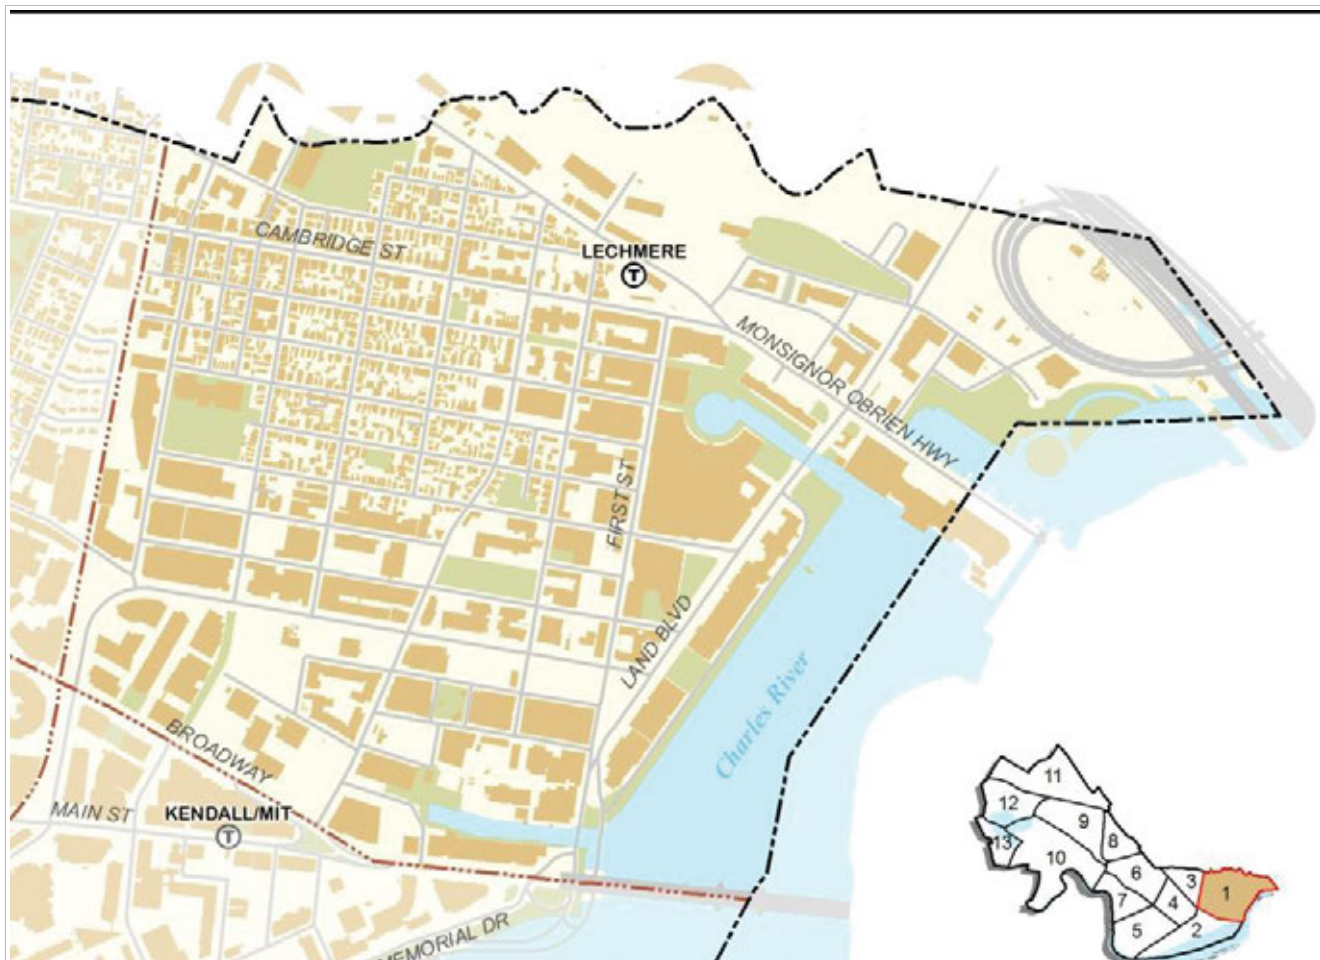 CAMBRIDGE ST
LECHMERE
T
MONSIGNOR OBRIEN HWY
FIRST ST
LAND BLVD
Charles River
BROADWAY
MAIN ST
KENDALL/MIT
T
MEMORIAL DR
11
12
9
8
13
10
6
3
1
7
4
5
2